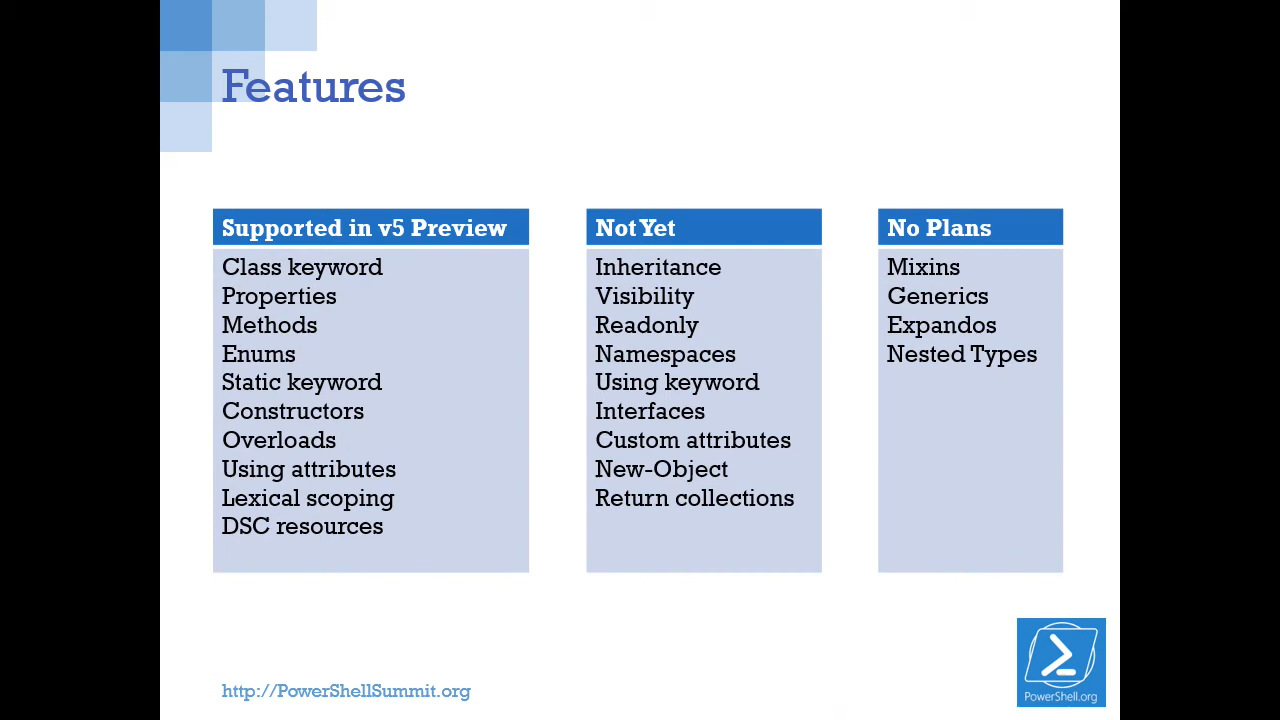 Features
Supported in v5 Preview
Class keyword
Properties
Methods
Enums
Static keyword
Constructors
Overloads
Using attributes
Lexical scoping
DSC resources
Not Yet
Inheritance
Visibility
Readonly
Namespaces
Using keyword
Interfaces
Custom attributes
New-Object
Return collections
No Plans
Mixins
Generics
Expandos
Nested Types
http://PowerShellSummit.org
PowerShell.org